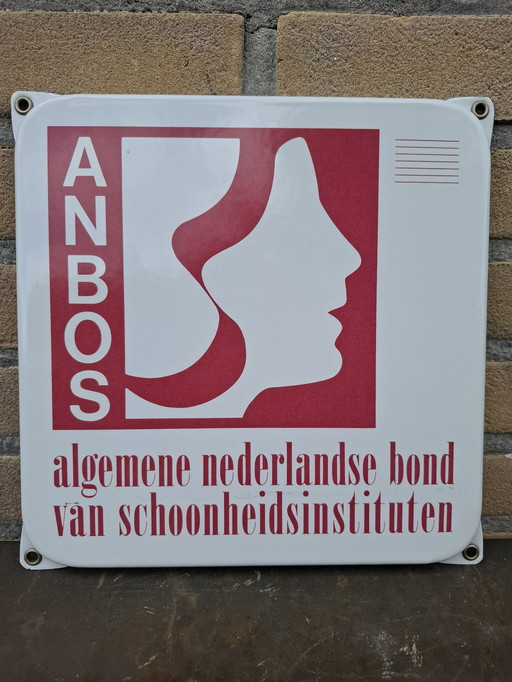 ANBOS
algemene nederlandse bond
van schoonheidsinstituten